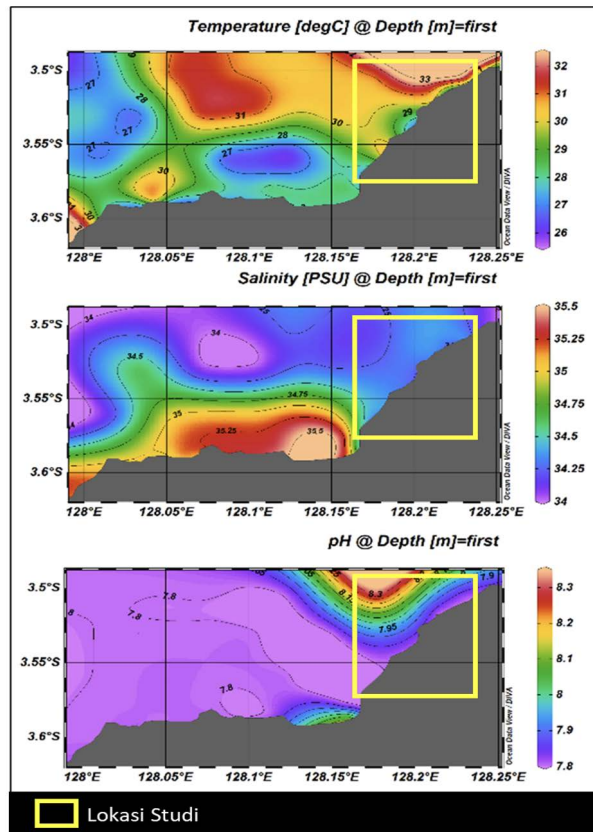 Temperature [degC] @ Depth [m]=first
3.5°S
3.55°S
3.6°S
27
28
27
27
31
30
28
27
30
33
29
30
30
32
31
30
29
28
27
26
Ocean Data View / DIVA
128°E
128.05°E
128.1°E
128.15°E
128.2°E
128.25°E
Salinity [PSU] @ Depth [m]=first
3.5°S
3.55°S
3.6°S
34
34.5
34
34
34.75
35
35.25
35.5
35.5
35.25
35
34.75
34.5
34.25
34
Ocean Data View / DIVA
128°E
128.05°E
128.1°E
128.15°E
128.2°E
128.25°E
pH @ Depth [m]=first
3.5°S
3.55°S
3.6°S
7.8
7.8
7.8
8.1
8.3
7.95
7.9
8.3
8.2
8.1
8
7.9
7.8
Ocean Data View / DIVA
128°E
128.05°E
128.1°E
128.15°E
128.2°E
128.25°E
Lokasi Studi